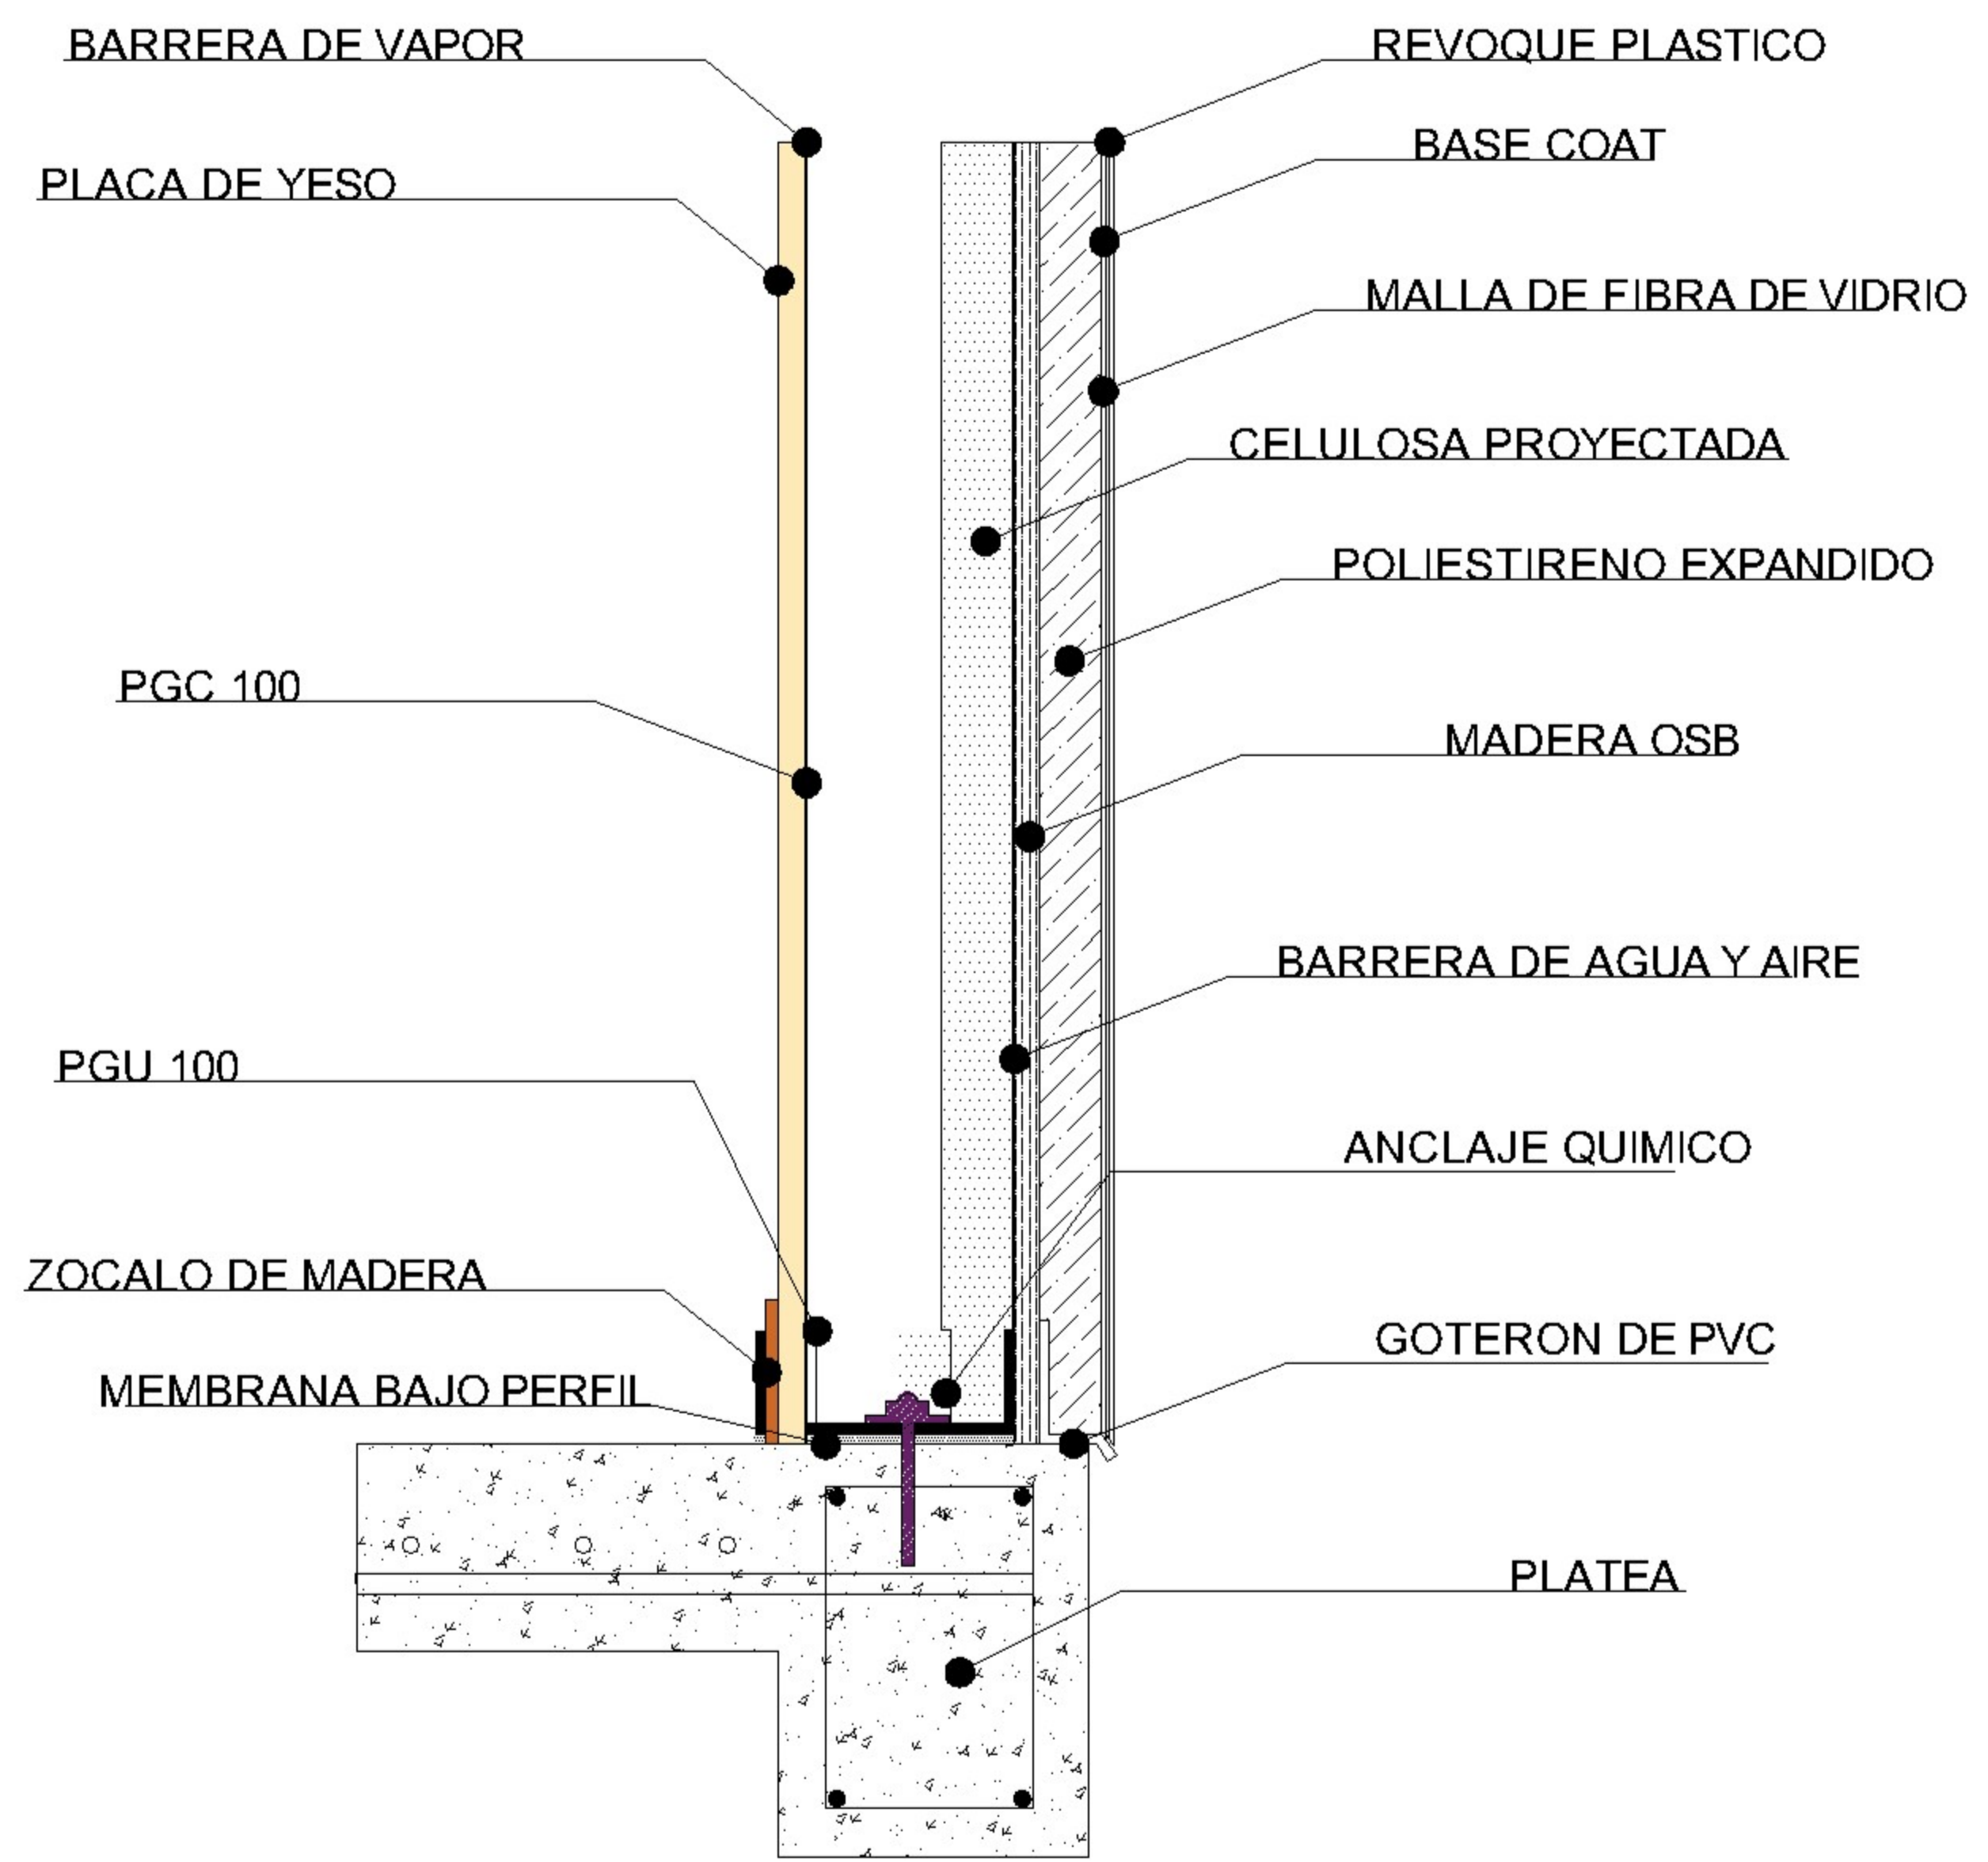 BARRERA DE VAPOR
PLACA DE YESO
PGC 100
PGU 100
ZOCALO DE MADERA
MEMBRANA BAJO PERFIL
REVOQUE PLASTICO
BASE COAT
MALLA DE FIBRA DE VIDRIO
CELULOSA PROYECTADA
POLIESTIRENO EXPANDIDO
MADERA OSB
BARRERA DE AGUA Y AIRE
ANCLAJE QUIMICO
GOTERON DE PVC
PLATEA